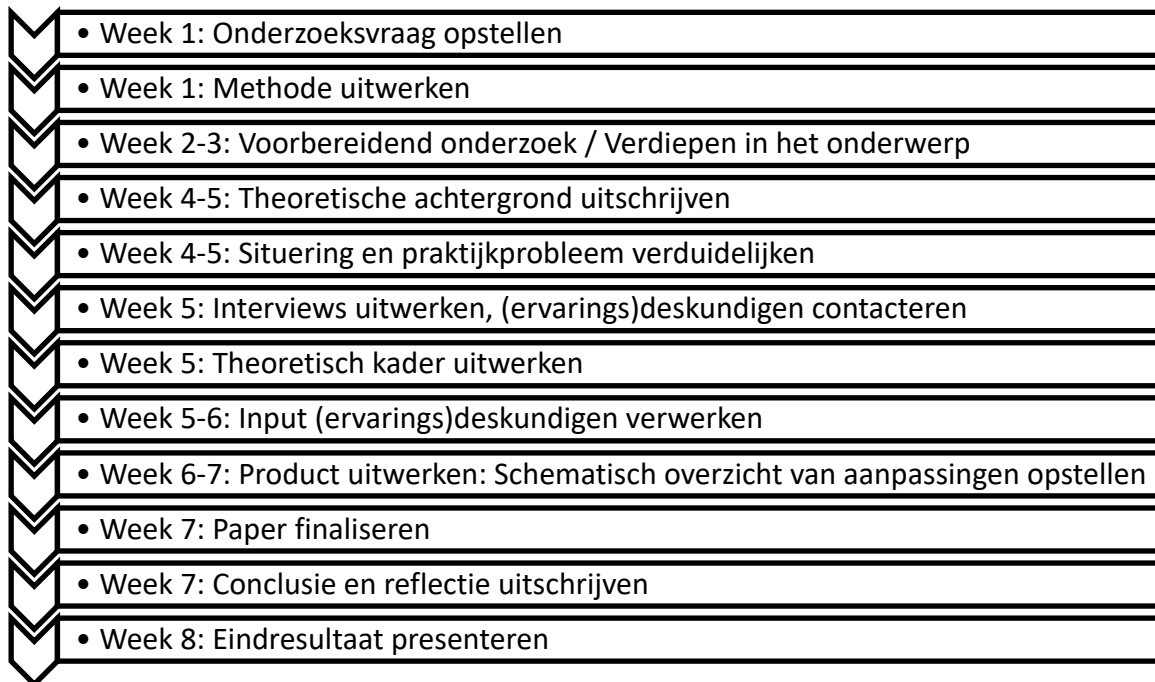 • Week 1: Onderzoeksvraag opstellen
• Week 1: Methode uitwerken
• Week 2-3: Voorbereidend onderzoek / Verdiepen in het onderwerp
• Week 4-5: Theoretische achtergrond uitschrijven
• Week 4-5: Situering en praktijkprobleem verduidelijken
• Week 5: Interviews uitwerken, (ervarings)deskundigen contacteren
• Week 5: Theoretisch kader uitwerken
• Week 5-6: Input (ervarings)deskundigen verwerken
• Week 6-7: Product uitwerken: Schematisch overzicht van aanpassingen opstellen
• Week 7: Paper finaliseren
• Week 7: Conclusie en reflectie uitschrijven
• Week 8: Eindresultaat presenteren